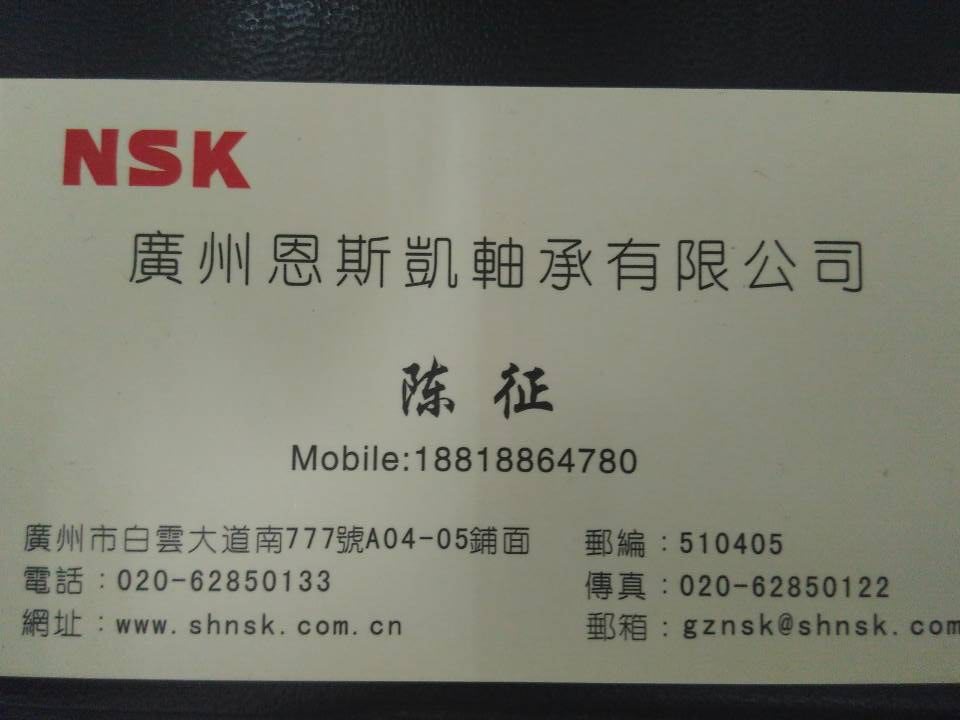 NSK
廣州恩斯凱軸承有限公司
陈征
Mobile:18818864780
廣州市白雲大道南777號A04-05鋪面
郵編：510405
電話：020-62850133
傳真：020-62850122
網址：www.shnsk.com.cn
郵箱：gznsk@shnsk.com